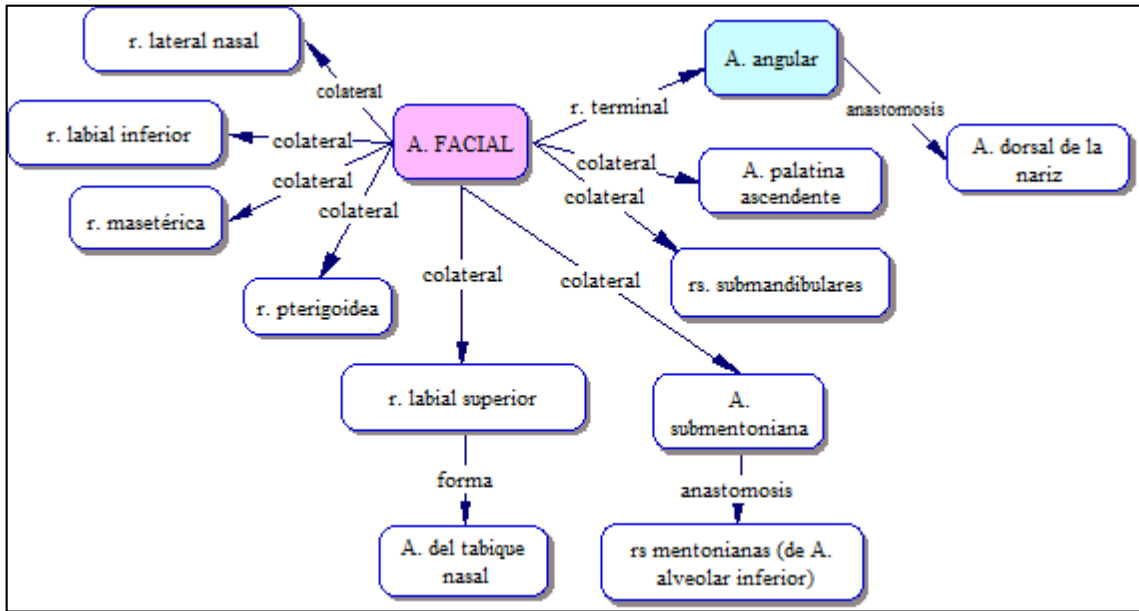 r. lateral nasal
colateral
r. labial inferior
colateral
r. masetérica
colateral
r. pterigoidea
colateral
A. FACIAL
r. terminal
A. angular
anastomosis
A. dorsal de la
nariz
colateral
A. palatina
ascendente
colateral
rs. submandibulares
colateral
r. labial superior
forma
A. del tabique
nasal
colateral
A.
submentoniana
anastomosis
rs mentonianas (de A.
alveolar inferior)